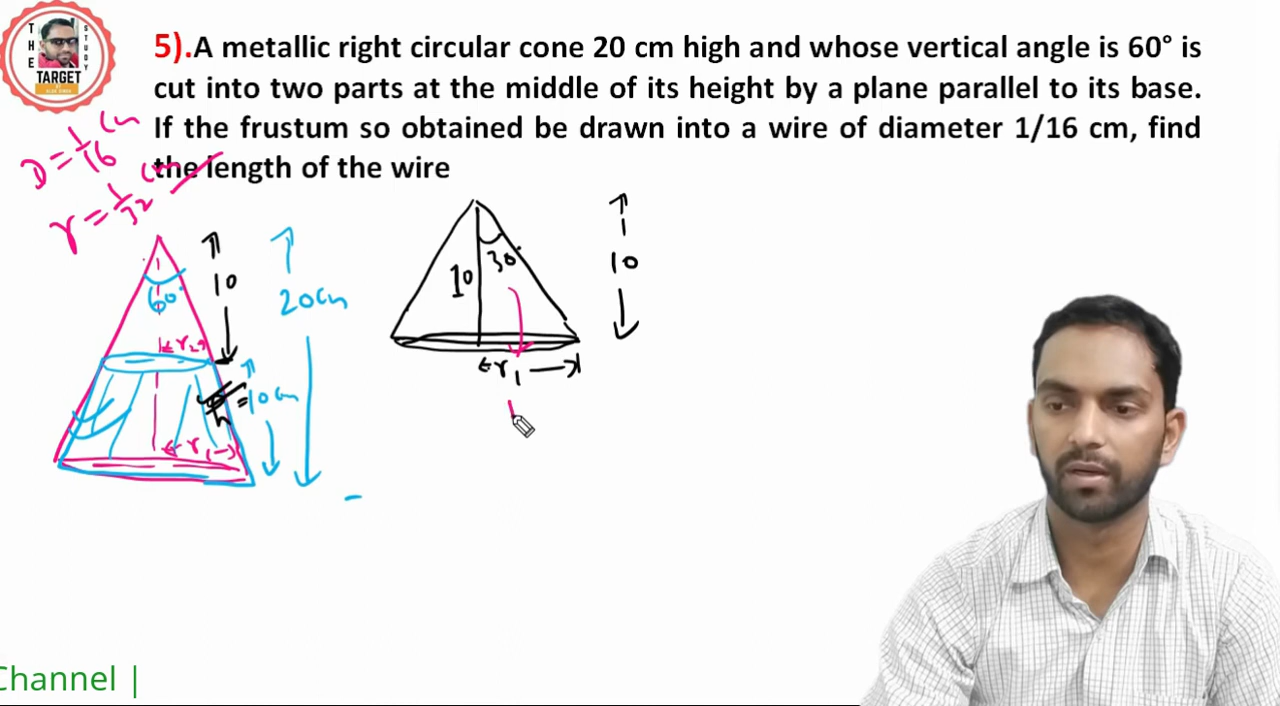 THE
STUDY
TARGET
5).A metallic right circular cone 20 cm high and whose vertical angle is 60° is
cut into two parts at the middle of its height by a plane parallel to its base.
If the frustum so obtained be drawn into a wire of diameter 1/16 cm, find
the length of the wire
D = 1/16 cm
r = 1/32 cm
60°
10
20cm
r2
h = 10cm
r1
10
30°
10
r1
Channel |